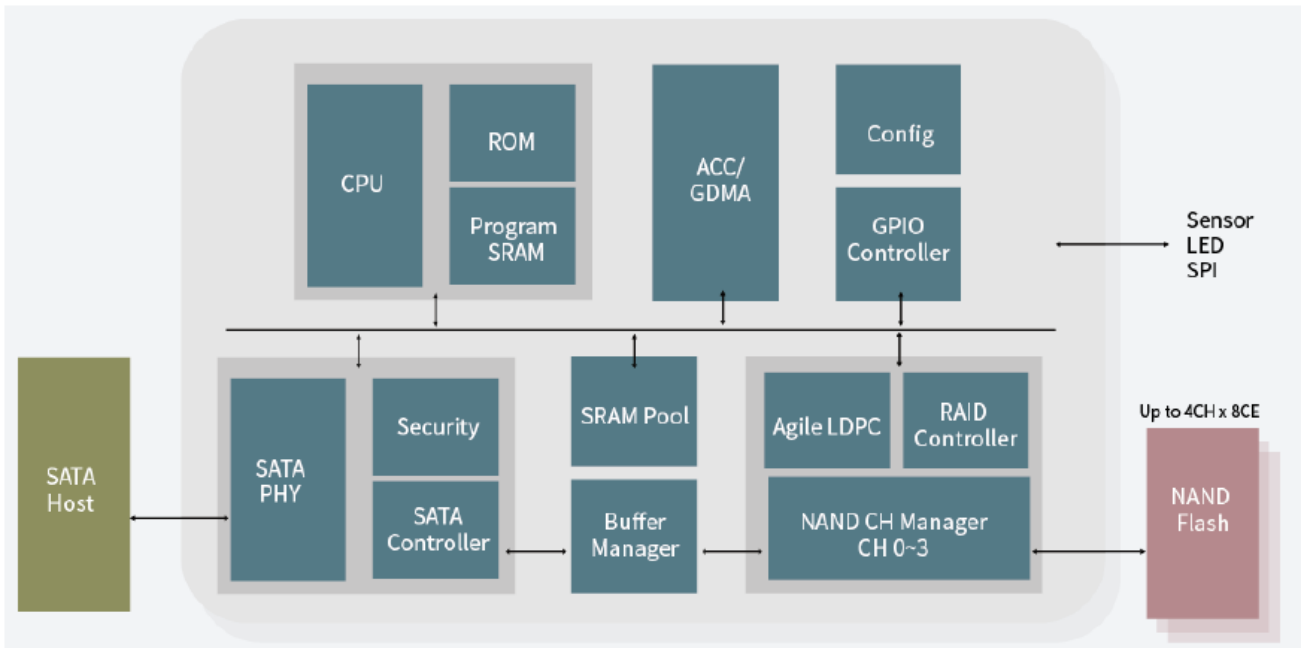 CPU
ROM
Program
SRAM
ACC/
GDMA
Config
GPIO
Controller
Sensor
LED
SPI
SATA
Host
SATA
PHY
Security
SATA
Controller
SRAM Pool
Buffer
Manager
Agile LDPC
RAID
Controller
NAND CH Manager
CH 0~3
Up to 4CH x 8CE
NAND
Flash